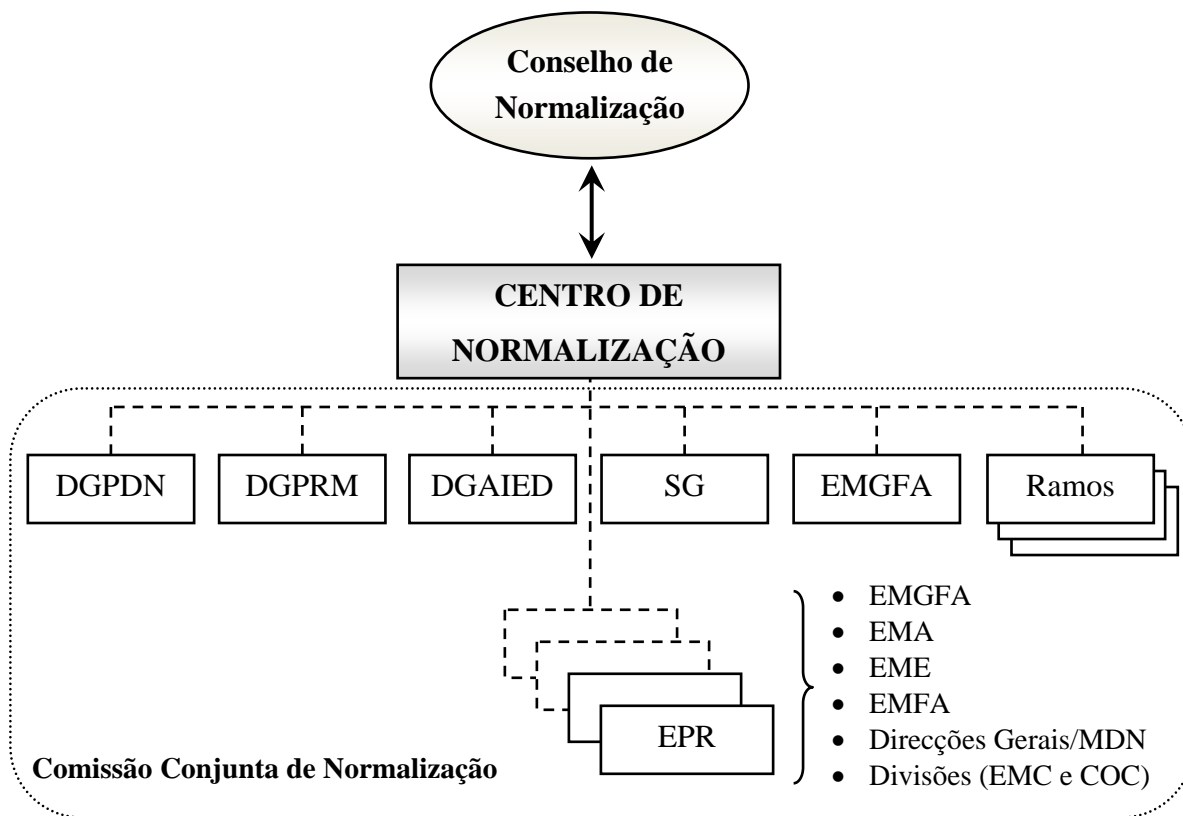 Conselho de
Normalização
CENTRO DE
NORMALIZAÇÃO
DGPDN
DGPRM
DGAIED
SG
EMGFA
Ramos
EPR
• EMGFA
• EMA
• EME
• EMFA
• Direcções Gerais/MDN
• Divisões (EMC e COC)
Comissão Conjunta de Normalização